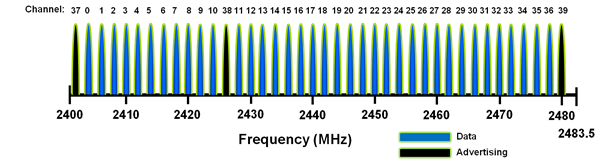 Channel: 37 0 1 2 3 4 5 6 7 8 9 10 38 11 12 13 14 15 16 17 18 19 20 21 22 23 24 25 26 27 28 29 30 31 32 33 34 35 36 39
2400 2410 2420 2430 2440 2450 2460 2470 2480
2483.5
Frequency (MHz)
Data
Advertising